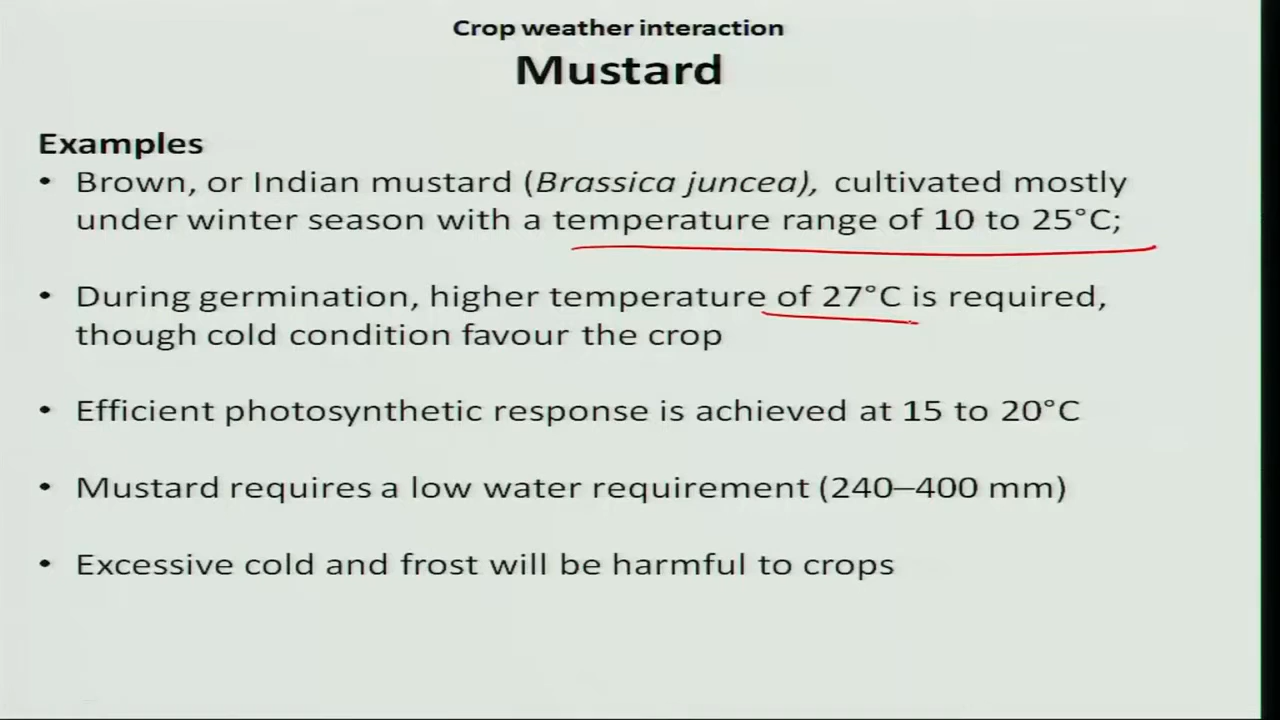 Crop weather interaction
Mustard
Examples
• Brown, or Indian mustard (Brassica juncea), cultivated mostly
under winter season with a temperature range of 10 to 25°C;
• During germination, higher temperature of 27°C is required,
though cold condition favour the crop
• Efficient photosynthetic response is achieved at 15 to 20°C
• Mustard requires a low water requirement (240–400 mm)
• Excessive cold and frost will be harmful to crops